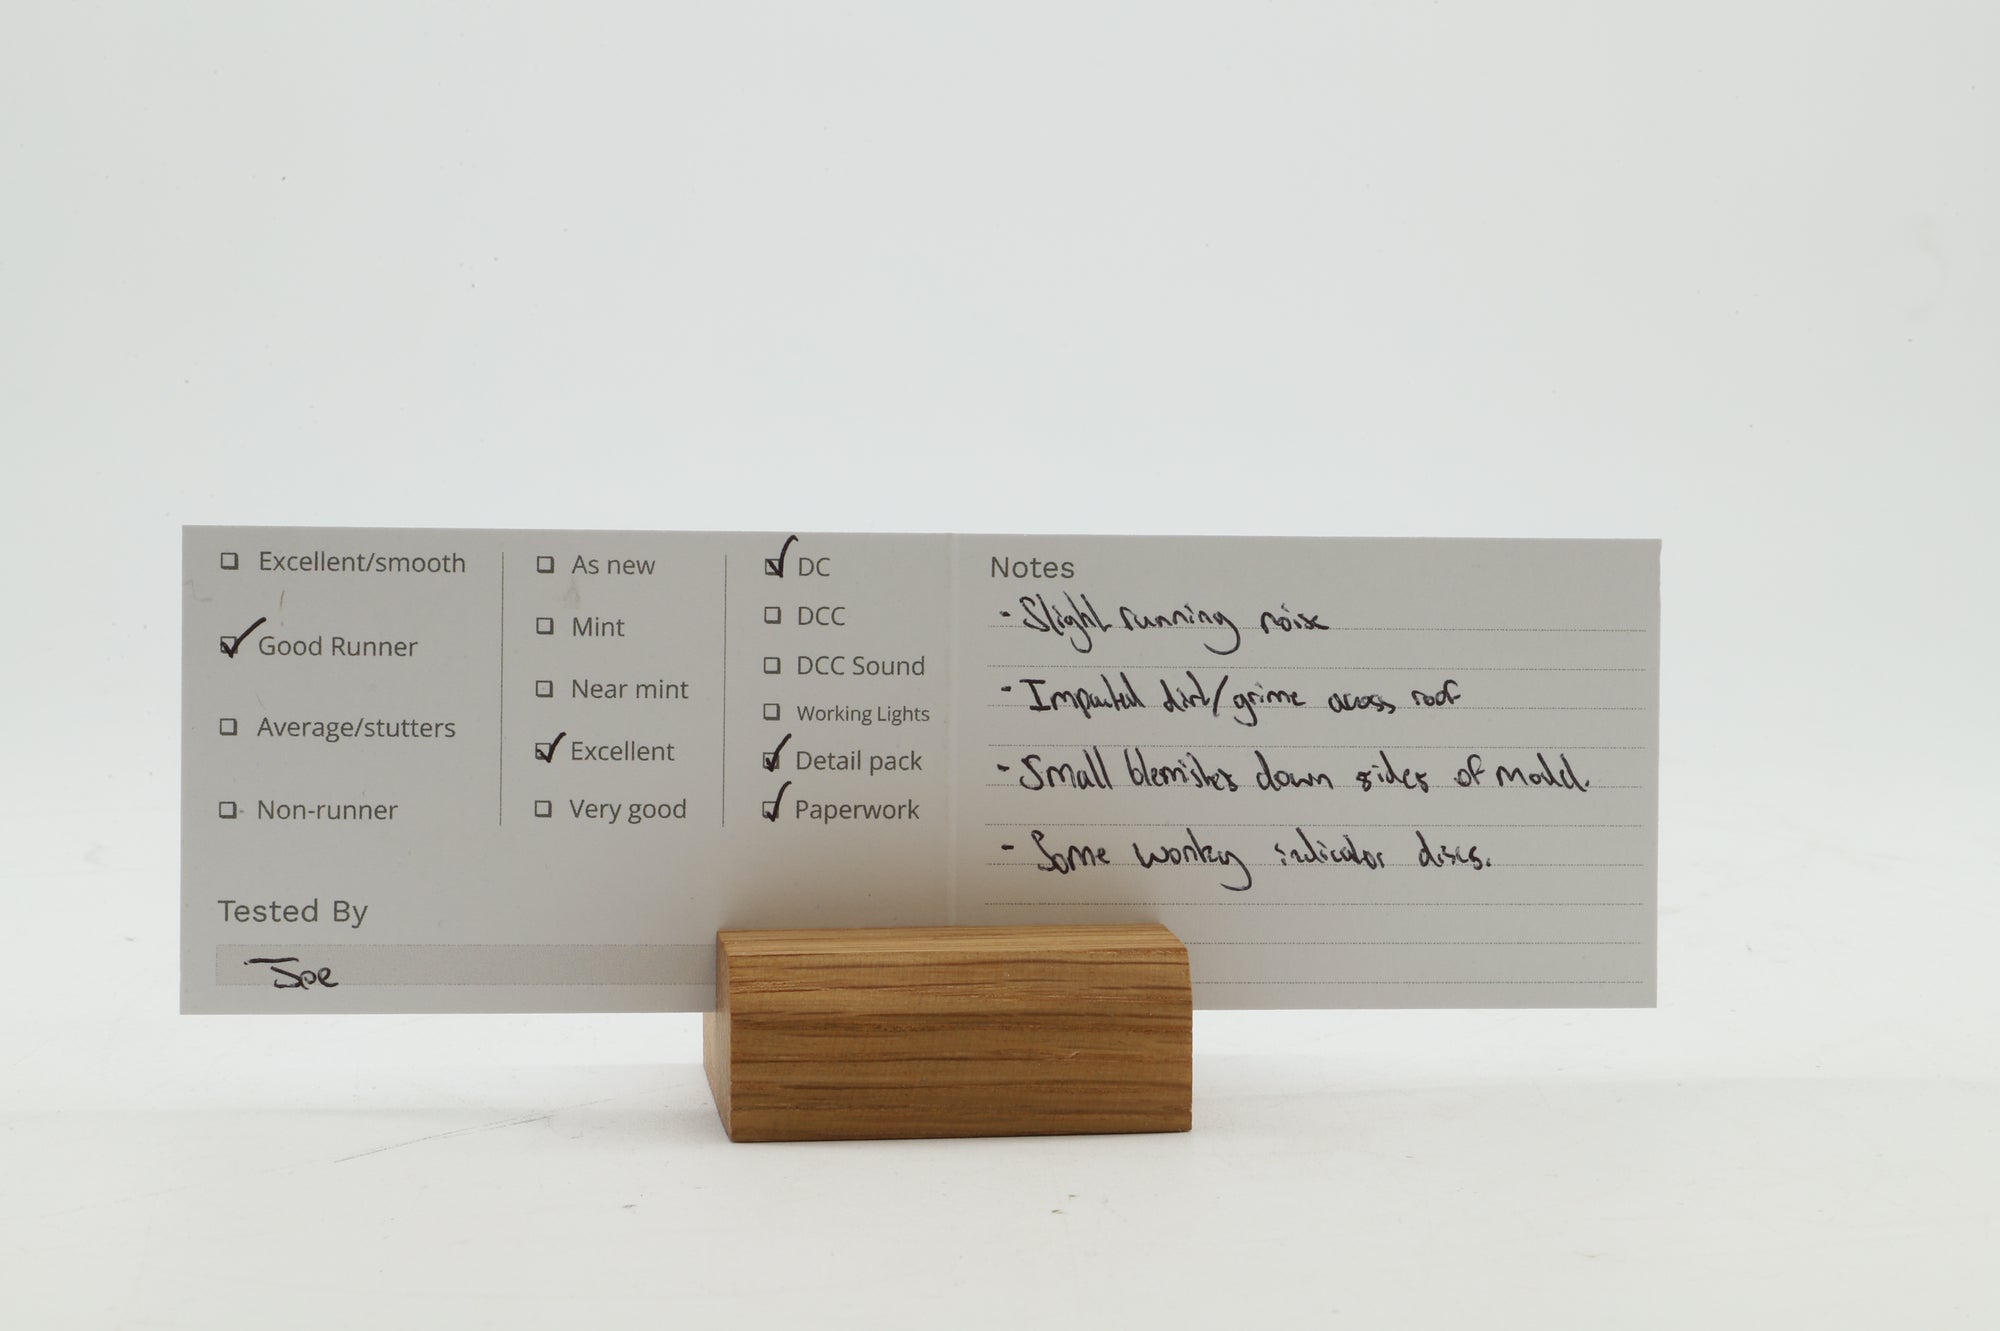 Excellent/smooth
Good Runner
Average/stutters
Non-runner
As new
Mint
Near mint
Excellent
Very good
DC
DCC
DCC Sound
Working Lights
Detail pack
Paperwork
Tested By
Joe
Notes
- Slight running noise
- Impacted dirt/grime across roof
- Small blemishes down sides of model.
- Some wonky indicator discs.